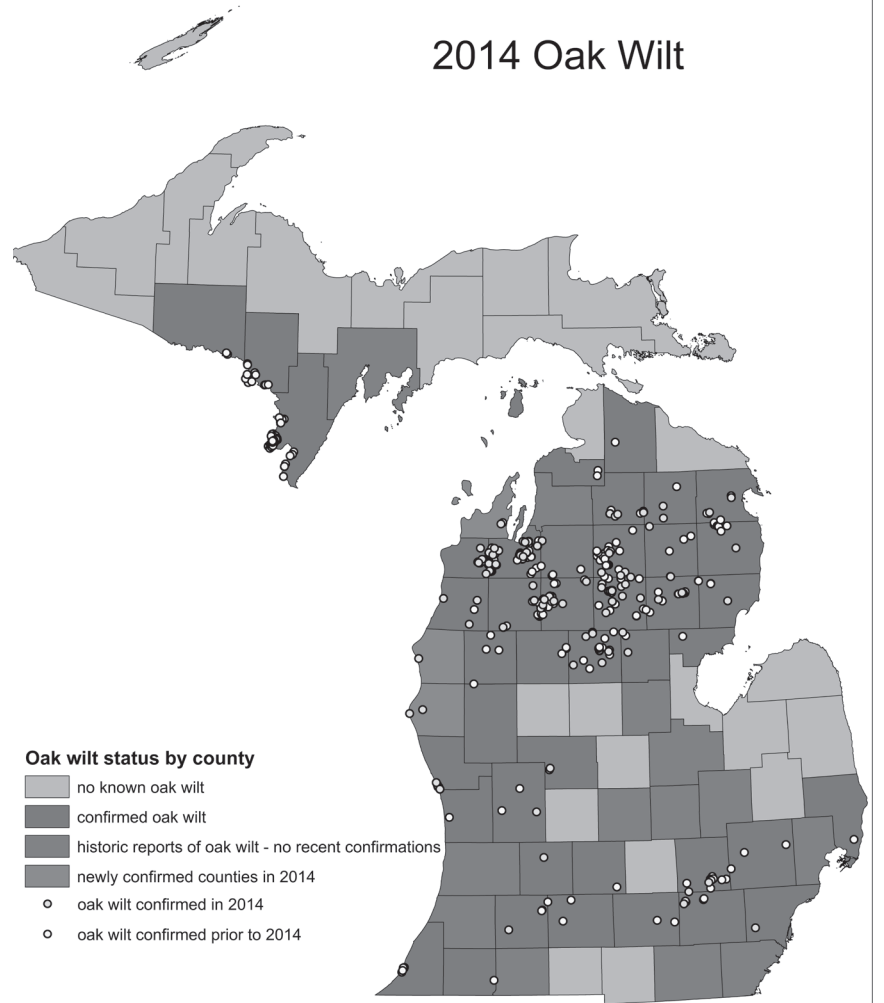 2014 Oak Wilt
Oak wilt status by county
no known oak wilt
confirmed oak wilt
historic reports of oak wilt - no recent confirmations
newly confirmed counties in 2014
oak wilt confirmed in 2014
oak wilt confirmed prior to 2014